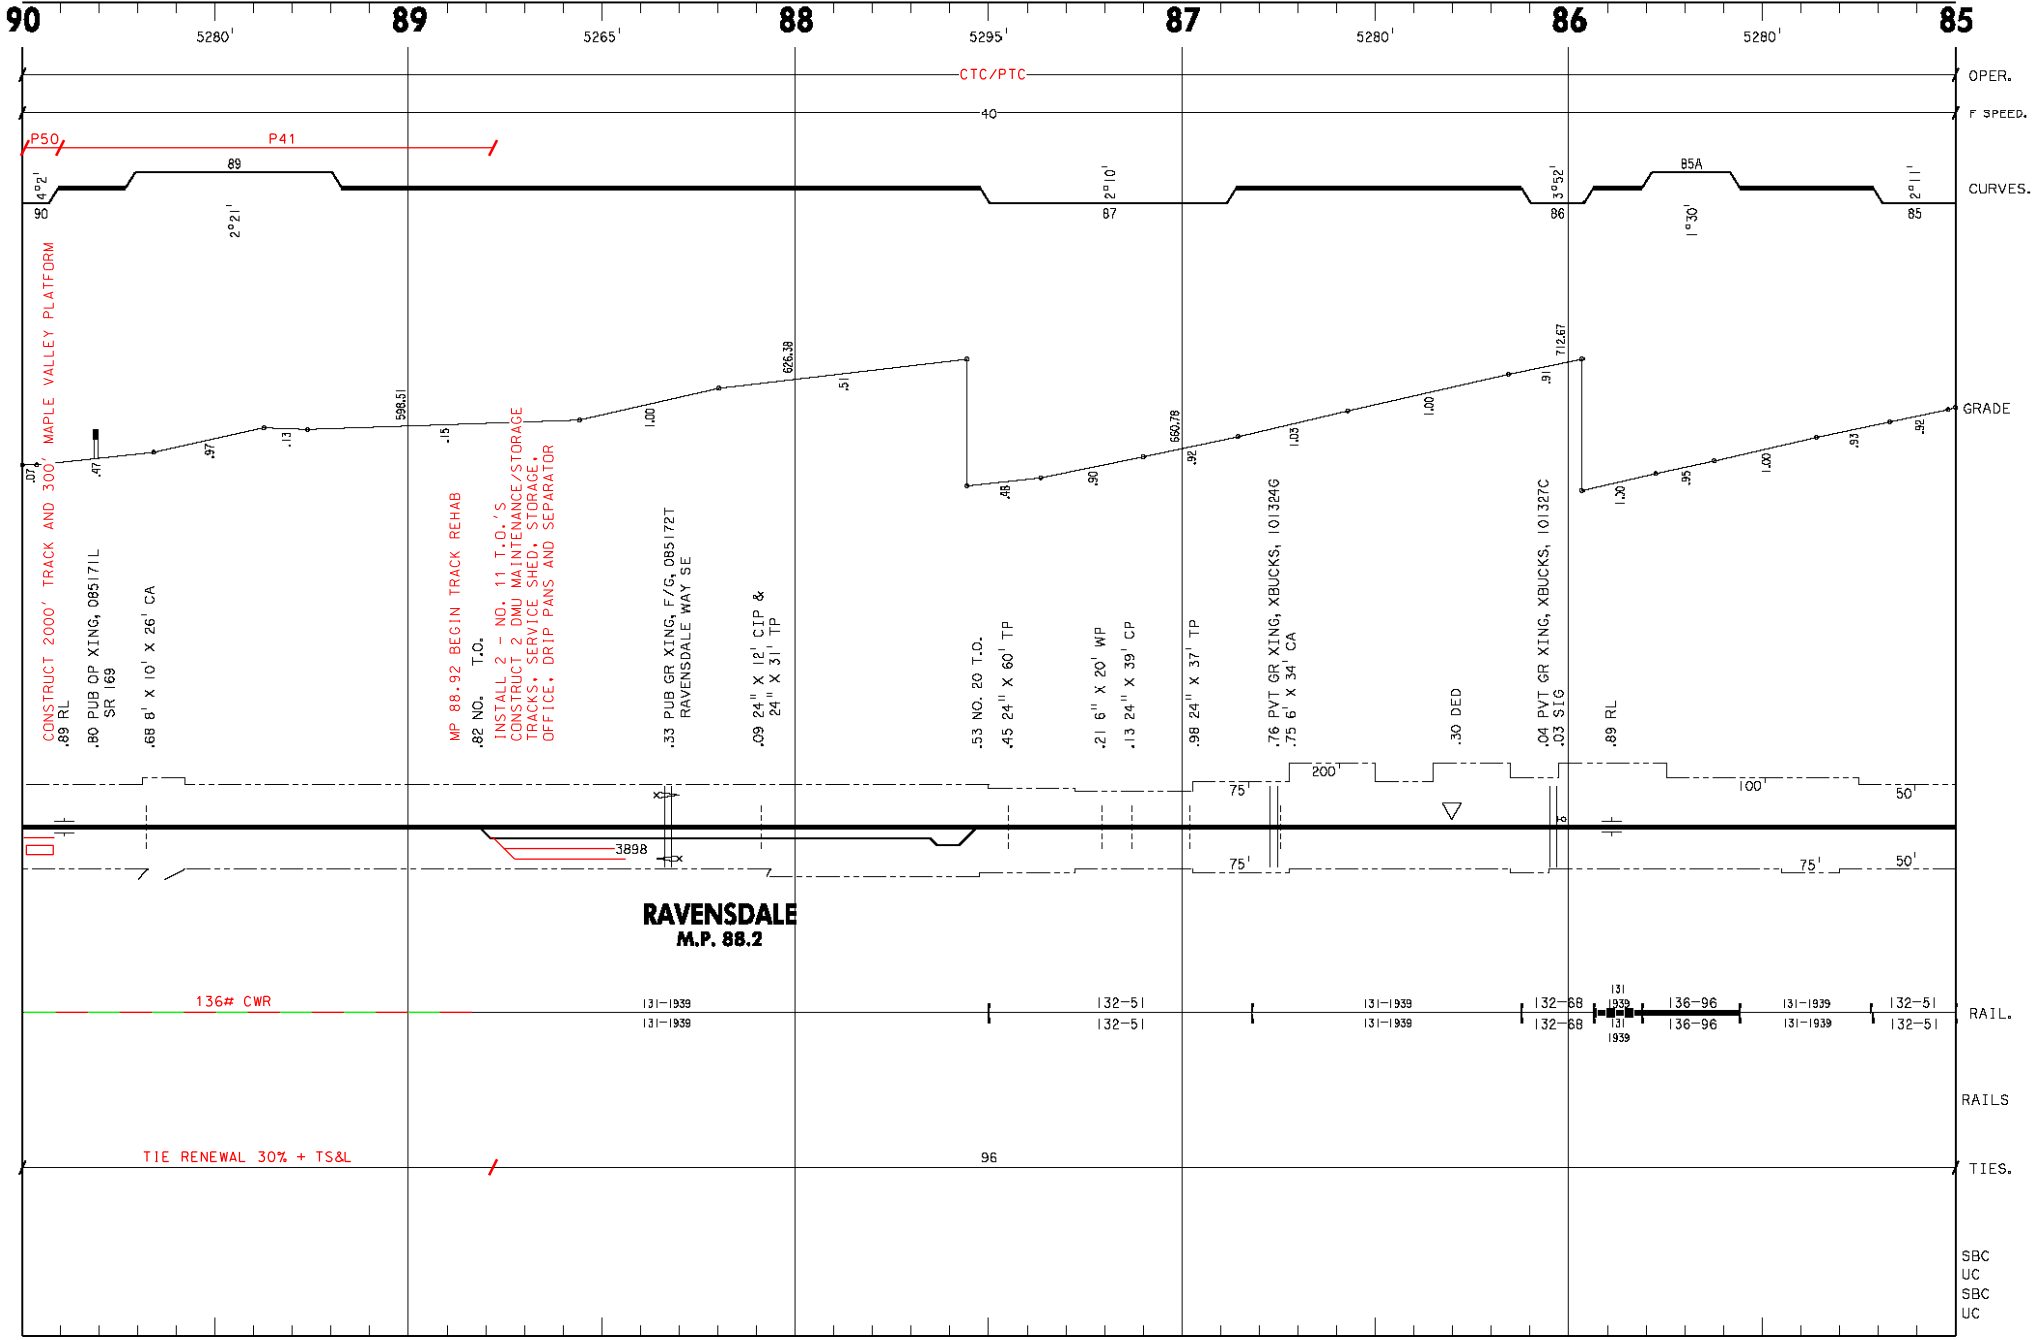 90 89 88 87 86 85
5280' 5265' 5295' 5280' 5280'
CTC/PTC OPER.
40 F SPEED.
P50 P41
4°2' 89 2°10' 3°52' 85A 2°11' CURVES.
90 2°21' 87 86 1°30' 85
598.51 626.38 660.78 712.67
.07 .47 .97 .13 .15 1.00 .51 .48 .90 .92 1.03 1.00 .91 1.00 .95 1.00 .93 .92 GRADE
CONSTRUCT 2000' TRACK AND 300' MAPLE VALLEY PLATFORM
.89 RL
.80 PUB OP XING, 085171L
SR 169
.68 8' X 10' X 26' CA
MP 88.92 BEGIN TRACK REHAB
.82 NO. T.O.
INSTALL 2 - NO. 11 T.O.'S
CONSTRUCT 2 DMU MAINTENANCE/STORAGE
TRACKS, SERVICE SHED, STORAGE,
OFFICE, DRIP PANS AND SEPARATOR
.33 PUB GR XING, F/G, 085172T
RAVENSDALE WAY SE
.09 24" X 12' CIP &
24" X 31' TP
.53 NO. 20 T.O.
.45 24" X 60' TP
.21 6" X 20' WP
.13 24" X 39' CP
.98 24" X 37' TP
.76 PVT GR XING, XBUCKS, 101324G
.75 6' X 34' CA
.30 DED
.04 PVT GR XING, XBUCKS, 101327C
.03 SIG
.89 RL
75' 200' 100' 50'
3898
75' 75' 50'
RAVENSDALE
M.P. 88.2
136# CWR 131-1939 132-51 131-1939 132-68 131 1939 136-96 131-1939 132-51 RAIL.
131-1939 132-51 131-1939 132-68 131 1939 136-96 131-1939 132-51
RAILS
TIE RENEWAL 30% + TS&L 96 TIES.
SBC
UC
SBC
UC